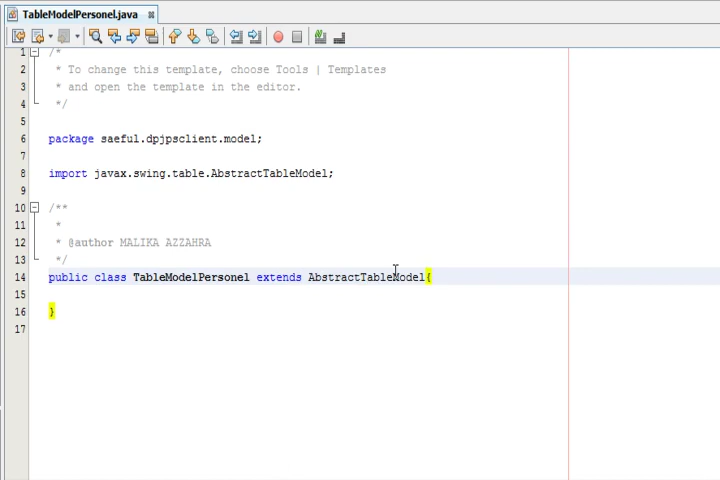 TableModelPersonel.java
1 /*
2 * To change this template, choose Tools | Templates
3 * and open the template in the editor.
4 */
5
6 package saeful.dpjpsclient.model;
7
8 import javax.swing.table.AbstractTableModel;
9
10 /**
11 *
12 * @author MALIKA AZZAHRA
13 */
14 public class TableModelPersonel extends AbstractTableModel{
15
16 }
17